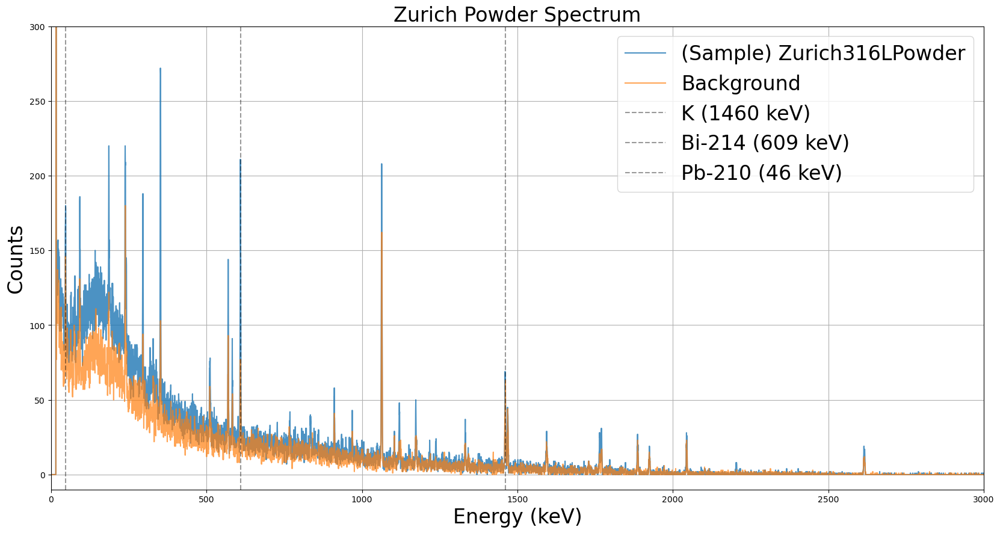 Zurich Powder Spectrum
300
250
200
150
100
50
0
Counts
(Sample) Zurich316LPowder
Background
K (1460 keV)
Bi-214 (609 keV)
Pb-210 (46 keV)
0 500 1000 1500 2000 2500 3000
Energy (keV)